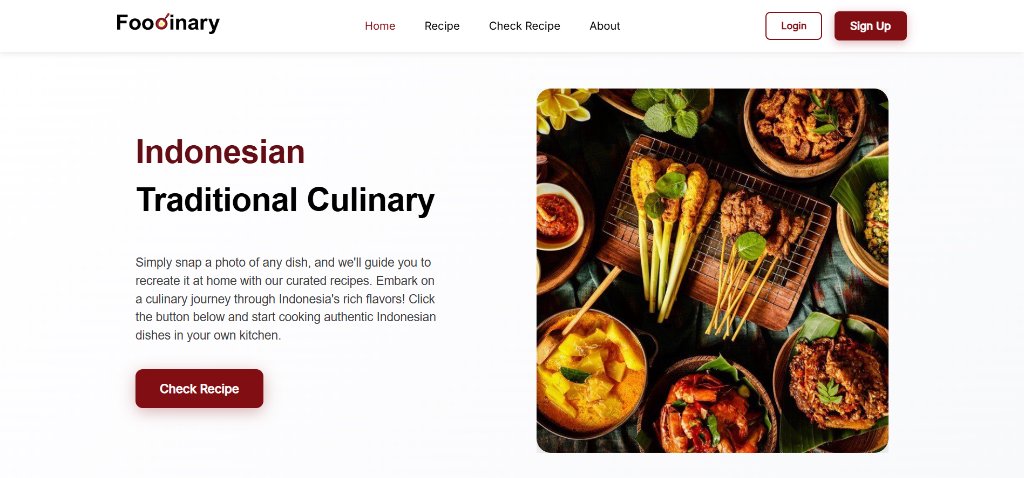 Foodinary
Home
Recipe
Check Recipe
About
Login
Sign Up
Indonesian
Traditional Culinary
Simply snap a photo of any dish, and we'll guide you to
recreate it at home with our curated recipes. Embark on
a culinary journey through Indonesia's rich flavors! Click
the button below and start cooking authentic Indonesian
dishes in your own kitchen.
Check Recipe